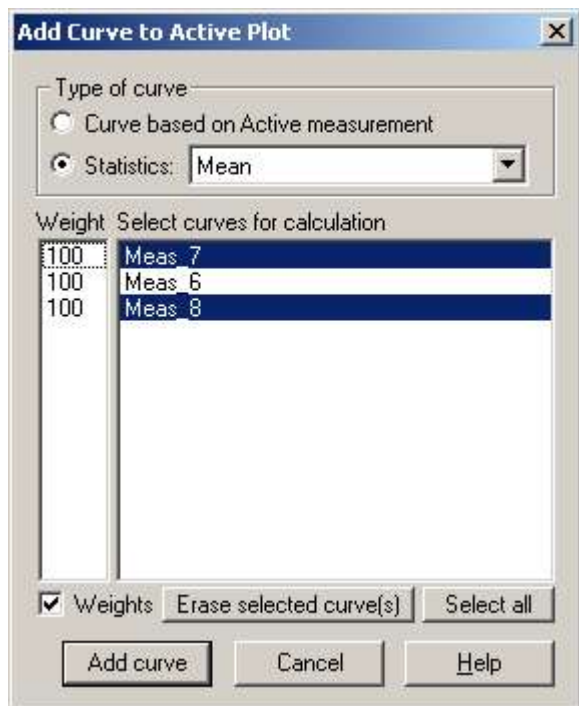 Add Curve to Active Plot
Type of curve
Curve based on Active measurement
Statistics: Mean
Weight Select curves for calculation
100 Meas_7
100 Meas_6
100 Meas_8
Weights Erase selected curve(s) Select all
Add curve Cancel Help